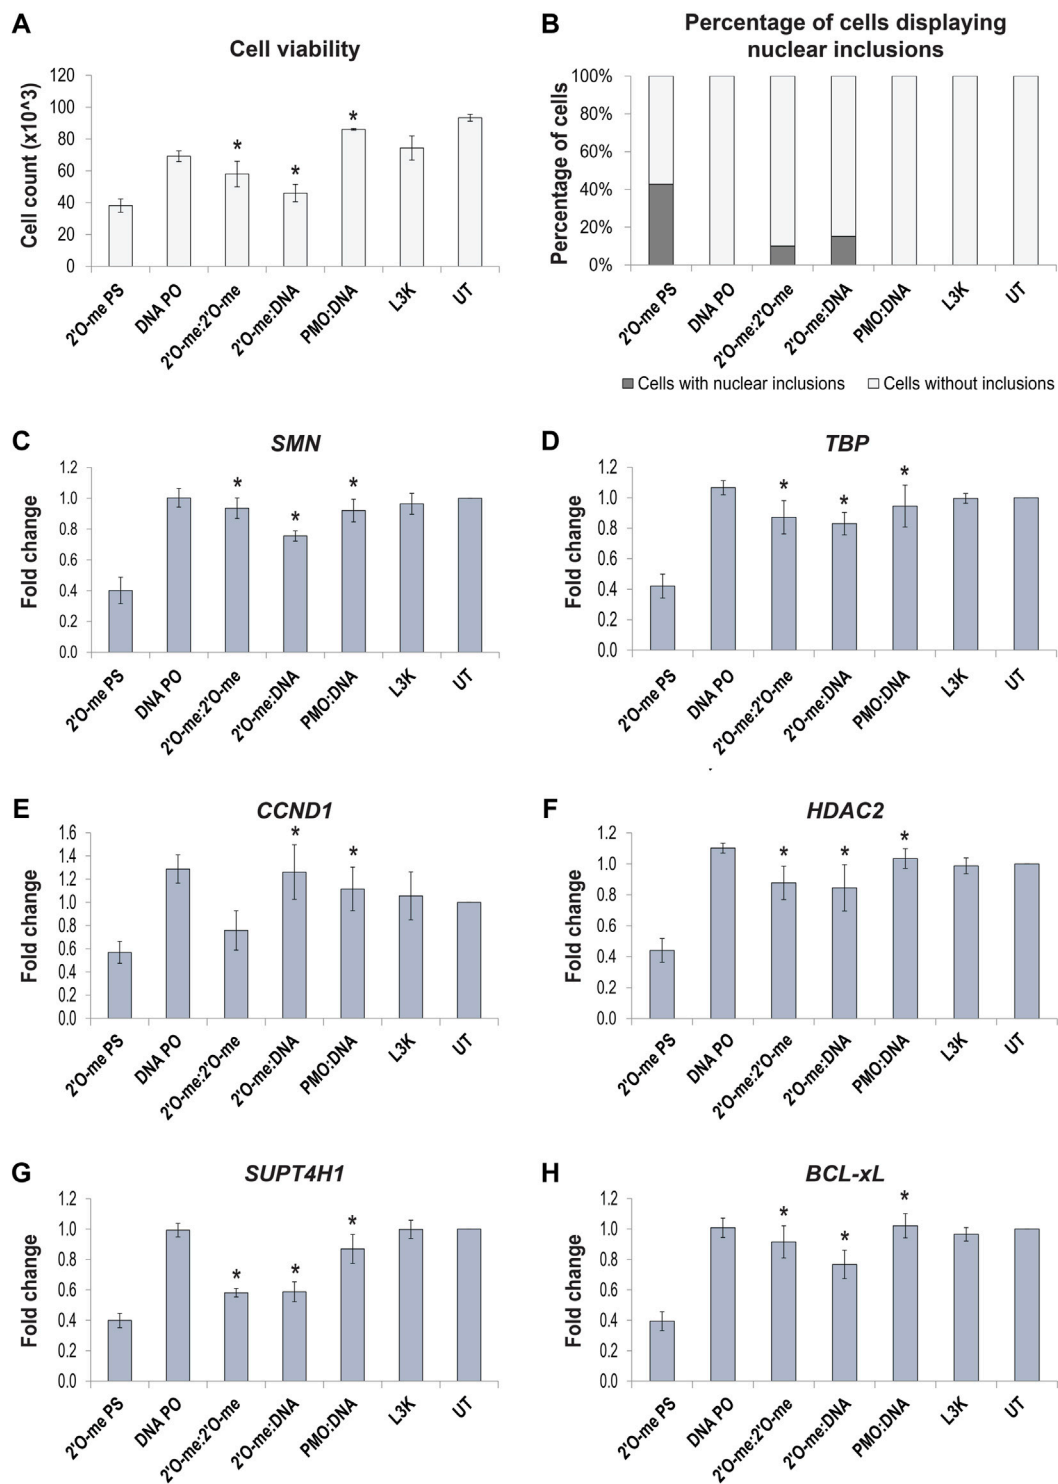 A
Cell viability
Cell count (x10^3)
120
100
80
60
40
20
0
*
*
*
2'O-me PS
DNA PO
2'O-me:2'O-me
2'O-me:DNA
PMO:DNA
L3K
UT
B
Percentage of cells displaying
nuclear inclusions
Percentage of cells
100%
80%
60%
40%
20%
0%
2'O-me PS
DNA PO
2'O-me:2'O-me
2'O-me:DNA
PMO:DNA
L3K
UT
Cells with nuclear inclusions
Cells without inclusions
C
SMN
Fold change
1.2
1.0
0.8
0.6
0.4
0.2
0.0
*
*
*
2'O-me PS
DNA PO
2'O-me:2'O-me
2'O-me:DNA
PMO:DNA
L3K
UT
D
TBP
Fold change
1.2
1.0
0.8
0.6
0.4
0.2
0.0
*
*
*
2'O-me PS
DNA PO
2'O-me:2'O-me
2'O-me:DNA
PMO:DNA
L3K
UT
E
CCND1
Fold change
1.6
1.4
1.2
1.0
0.8
0.6
0.4
0.2
0.0
*
*
2'O-me PS
DNA PO
2'O-me:2'O-me
2'O-me:DNA
PMO:DNA
L3K
UT
F
HDAC2
Fold change
1.2
1.0
0.8
0.6
0.4
0.2
0.0
*
*
*
2'O-me PS
DNA PO
2'O-me:2'O-me
2'O-me:DNA
PMO:DNA
L3K
UT
G
SUPT4H1
Fold change
1.2
1.0
0.8
0.6
0.4
0.2
0.0
*
*
*
2'O-me PS
DNA PO
2'O-me:2'O-me
2'O-me:DNA
PMO:DNA
L3K
UT
H
BCL-xL
Fold change
1.2
1.0
0.8
0.6
0.4
0.2
0.0
*
*
*
2'O-me PS
DNA PO
2'O-me:2'O-me
2'O-me:DNA
PMO:DNA
L3K
UT